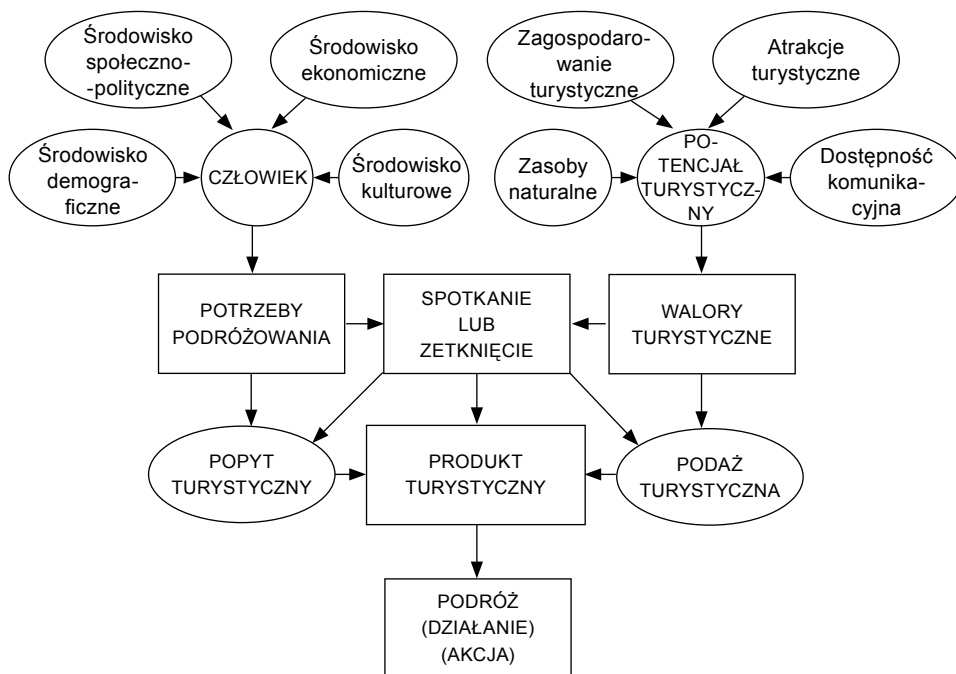 Środowisko
społeczno-
-polityczne
Środowisko
ekonomiczne
Zagospodaro-
wanie
turystyczne
Atrakcje
turystyczne
Środowisko
demogra-
ficzne
CZŁOWIEK
Środowisko
kulturowe
Zasoby
naturalne
PO-
TENCJAŁ
TURYSTYCZ-
NY
Dostępność
komunika-
cyjna
POTRZEBY
PODRÓŻOWANIA
SPOTKANIE
LUB
ZETKNIĘCIE
WALORY
TURYSTYCZNE
POPYT
TURYSTYCZNY
PRODUKT
TURYSTYCZNY
PODAŻ
TURYSTYCZNA
PODRÓŻ
(DZIAŁANIE)
(AKCJA)